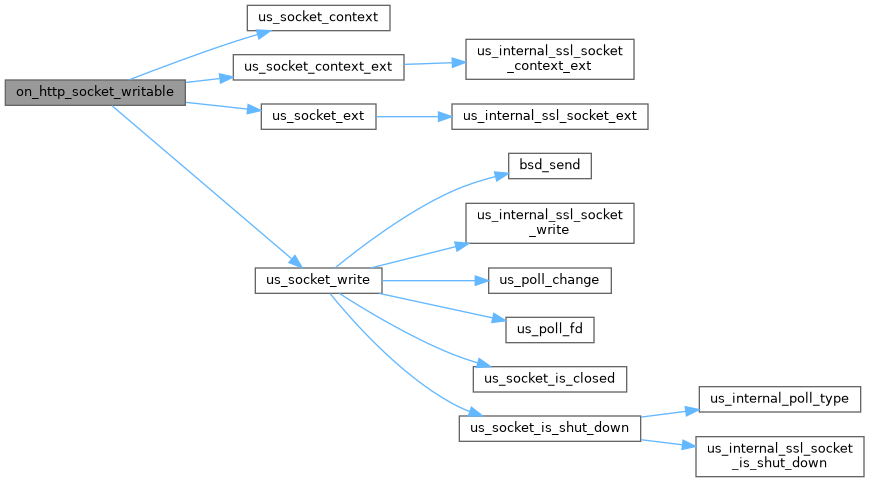 us_socket_context
us_internal_ssl_socket
_context_ext
us_socket_context_ext
on_http_socket_writable
us_socket_ext
us_internal_ssl_socket_ext
bsd_send
us_internal_ssl_socket
_write
us_socket_write
us_poll_change
us_poll_fd
us_socket_is_closed
us_internal_poll_type
us_socket_is_shut_down
us_internal_ssl_socket
_is_shut_down